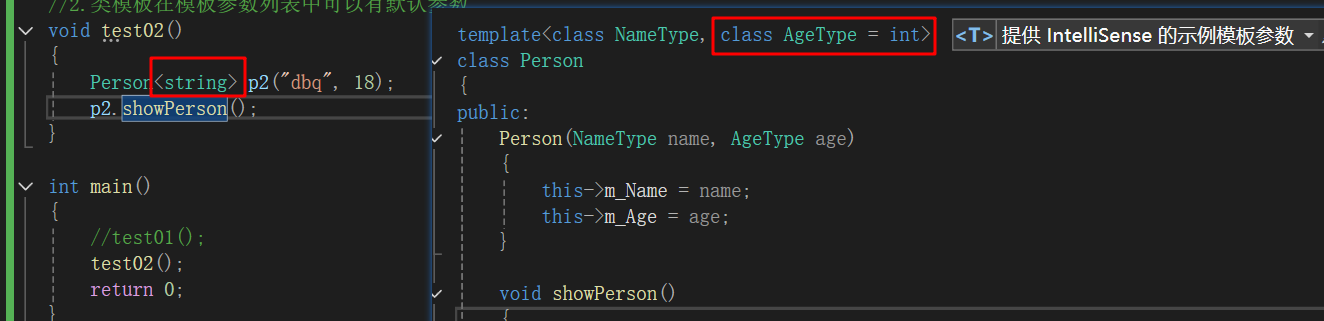 //2.类模板在模板参数列表中可以有默认参数
void test02()
{
Person<string> p2("dbq", 18);
p2.showPerson();
}
int main()
{
//test01();
test02();
return 0;
}
template<class NameType, class AgeType = int>
<T> 提供 IntelliSense 的示例模板参数
class Person
{
public:
Person(NameType name, AgeType age)
{
this->m_Name = name;
this->m_Age = age;
}
void showPerson()
{